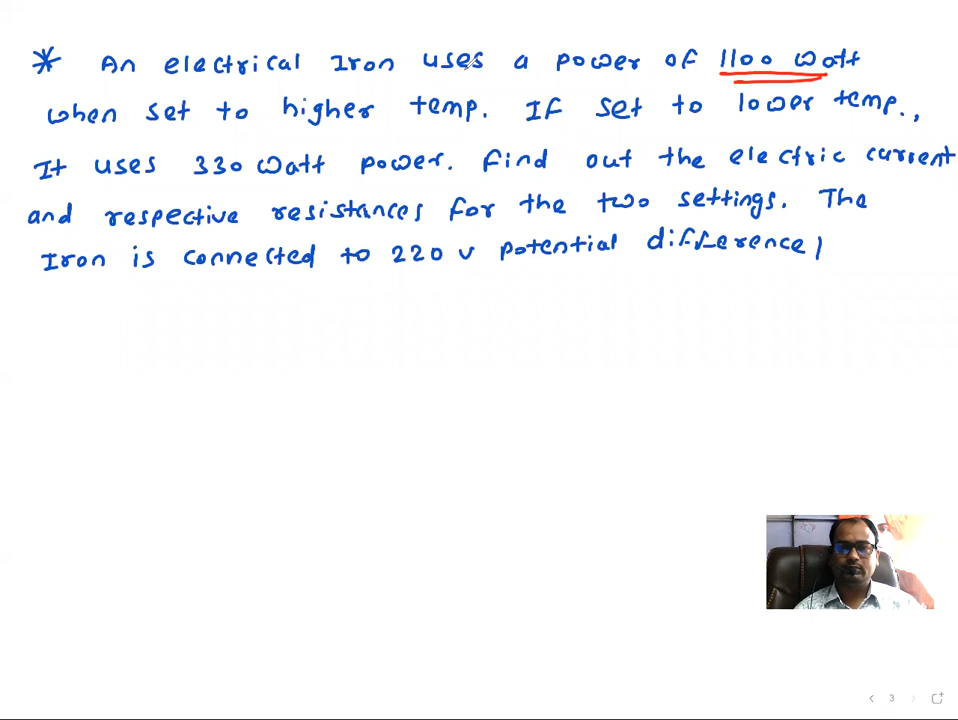 * An electrical Iron uses a power of 1100 watt
when set to higher temp. If set to lower temp.,
It uses 330 watt power. Find out the electric current
and respective resistances for the two settings. The
Iron is connected to 220 v potential difference/
3